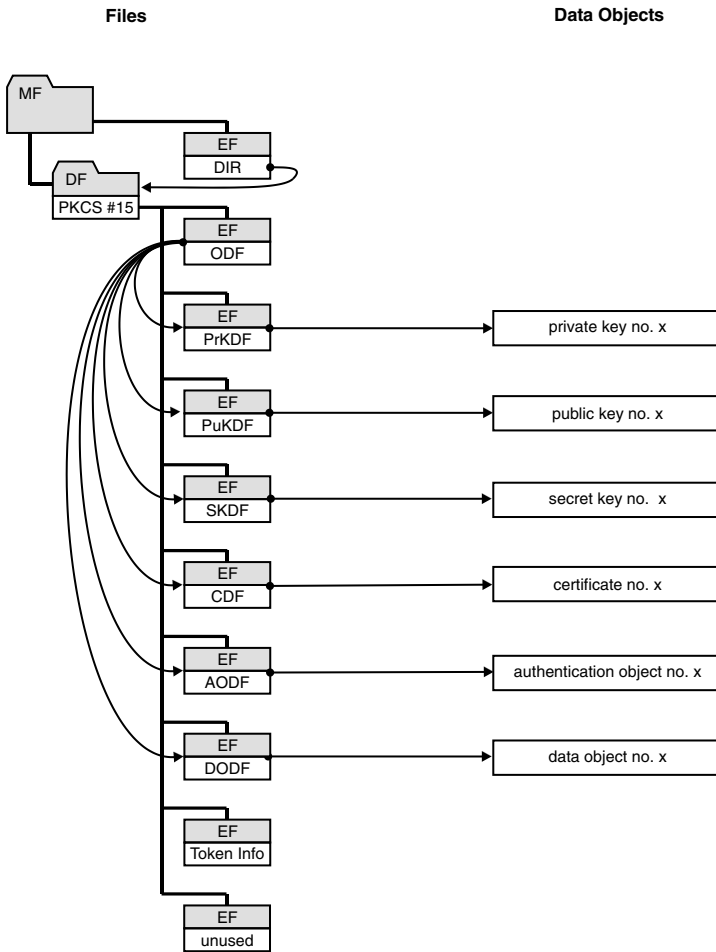 Files
Data Objects
MF
EF
DIR
DF
PKCS #15
EF
ODF
EF
PrKDF
private key no. x
EF
PuKDF
public key no. x
EF
SKDF
secret key no. x
EF
CDF
certificate no. x
EF
AODF
authentication object no. x
EF
DODF
data object no. x
EF
Token Info
EF
unused